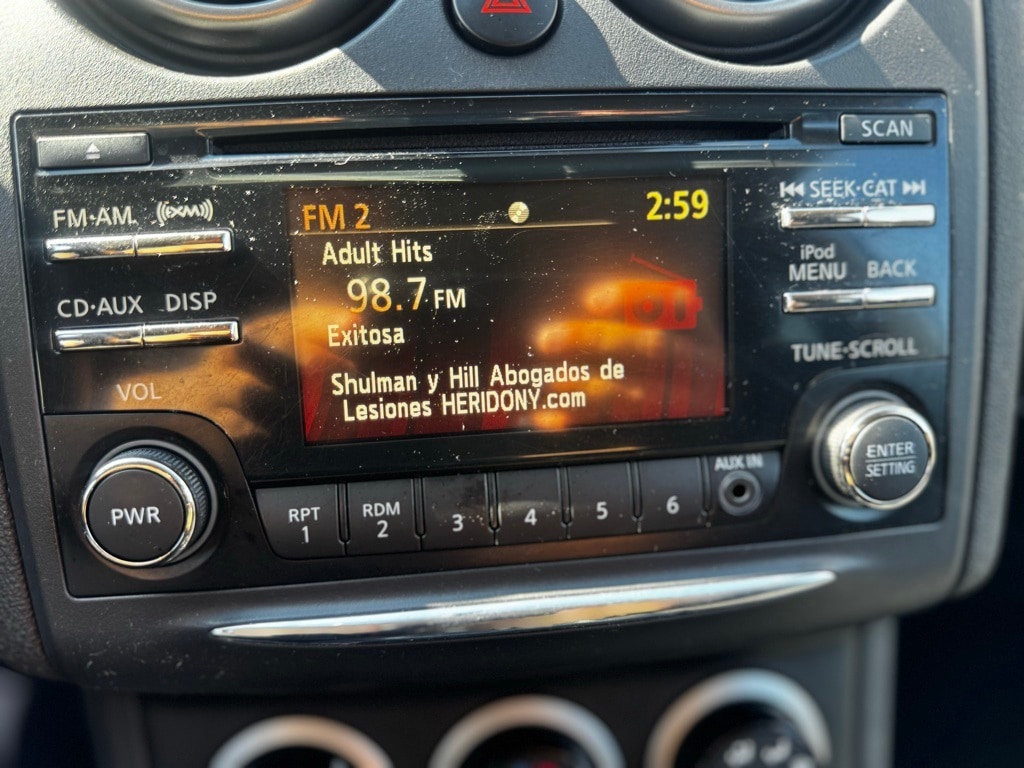 SCAN
FM·AM (((XM)))
SEEK·CAT
FM 2 2:59
Adult Hits
98.7 FM
Exitosa
Shulman y Hill Abogados de
Lesiones HERIDONY.com
CD·AUX DISP
iPod
MENU BACK
TUNE·SCROLL
VOL
PWR
RPT
1
RDM
2
3
4
5
6
AUX IN
ENTER
SETTING